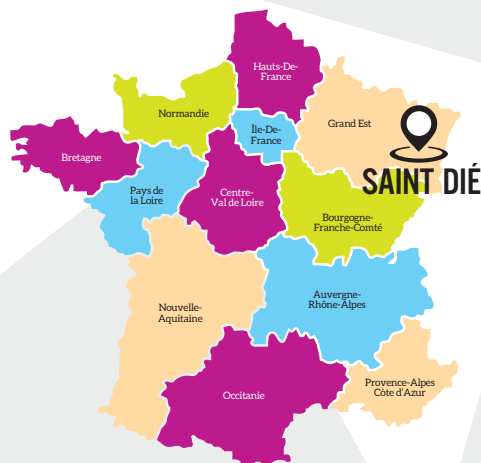 Hauts-De-
France
Normandie
Île-De-
France
Grand Est
Bretagne
SAINT DIÉ
Pays de
la Loire
Centre-
Val de Loire
Bourgogne-
Franche-Comté
Nouvelle-
Aquitaine
Auvergne-
Rhône-Alpes
Provence-Alpes
Côte d'Azur
Occitanie